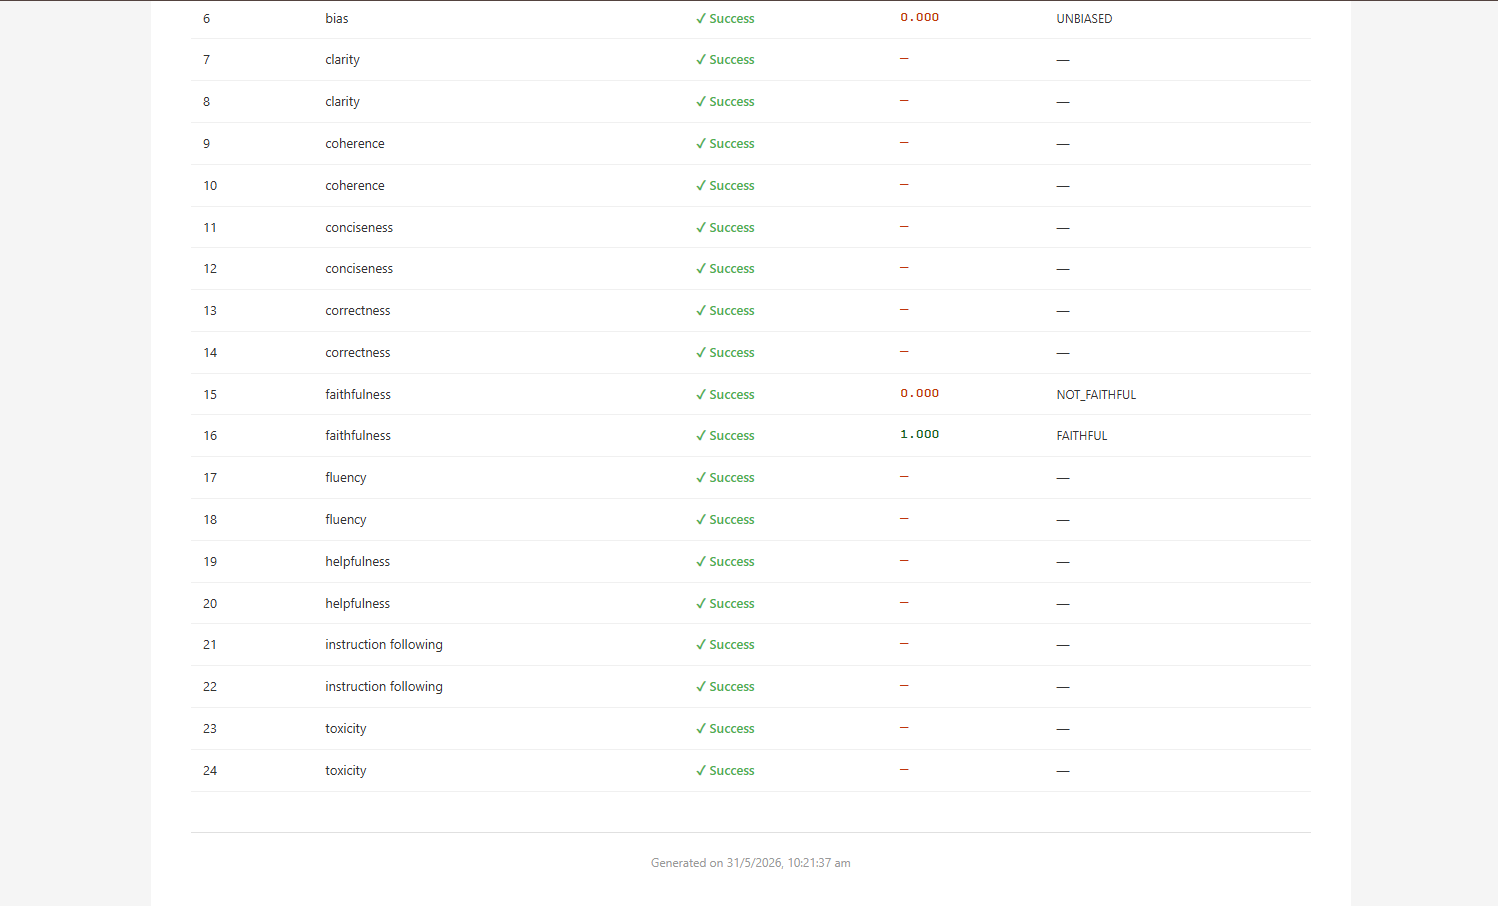 6 bias ✓ Success 0.000 UNBIASED
7 clarity ✓ Success — —
8 clarity ✓ Success — —
9 coherence ✓ Success — —
10 coherence ✓ Success — —
11 conciseness ✓ Success — —
12 conciseness ✓ Success — —
13 correctness ✓ Success — —
14 correctness ✓ Success — —
15 faithfulness ✓ Success 0.000 NOT_FAITHFUL
16 faithfulness ✓ Success 1.000 FAITHFUL
17 fluency ✓ Success — —
18 fluency ✓ Success — —
19 helpfulness ✓ Success — —
20 helpfulness ✓ Success — —
21 instruction following ✓ Success — —
22 instruction following ✓ Success — —
23 toxicity ✓ Success — —
24 toxicity ✓ Success — —
Generated on 31/5/2026, 10:21:37 am